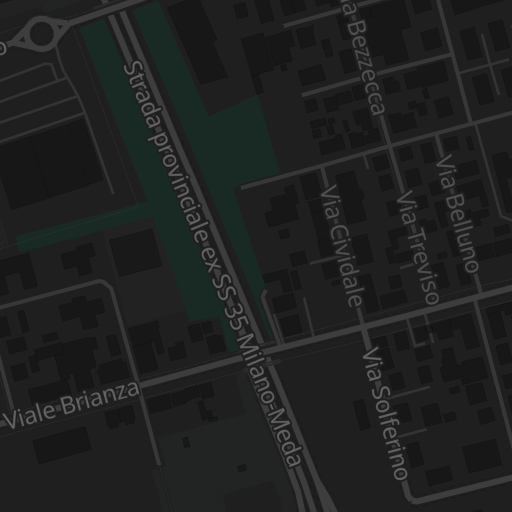 Via Bezzecca
Strada provinciale ex SS 35 Milano-Meda
Via Belluno
Via Cividale
Via Treviso
Viale Brianza
Via Solferino